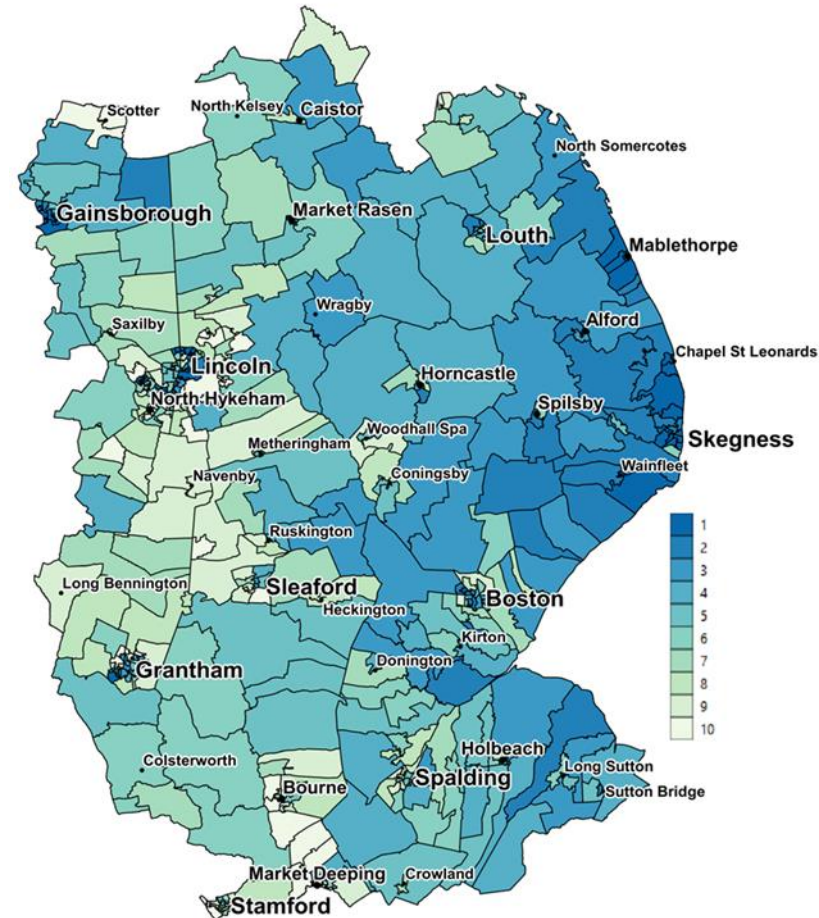 Scotter
North Kelsey
Caistor
North Somercotes
Gainsborough
Market Rasen
Louth
Mablethorpe
Wragby
Alford
Saxilby
Chapel St Leonards
Lincoln
Horncastle
North Hykeham
Spilsby
Woodhall Spa
Skegness
Metheringham
Wainfleet
Coningsby
Navenby
1
2
3
4
5
6
7
8
9
10
Ruskington
Long Bennington
Sleaford
Boston
Heckington
Kirton
Grantham
Donington
Holbeach
Colsterworth
Long Sutton
Spalding
Bourne
Sutton Bridge
Market Deeping
Crowland
Stamford